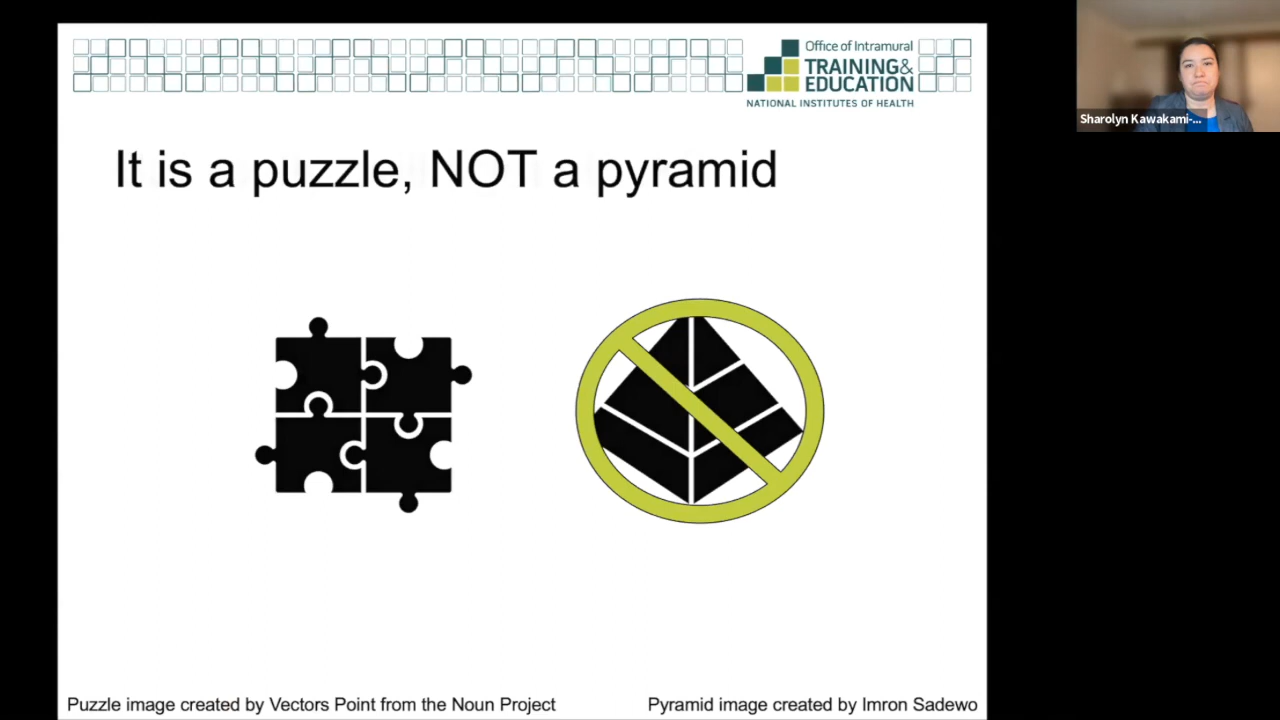 Office of Intramural
TRAINING&
EDUCATION
NATIONAL INSTITUTES OF HEALTH
Sharolyn Kawakami-...
It is a puzzle, NOT a pyramid
Puzzle image created by Vectors Point from the Noun Project
Pyramid image created by Imron Sadewo